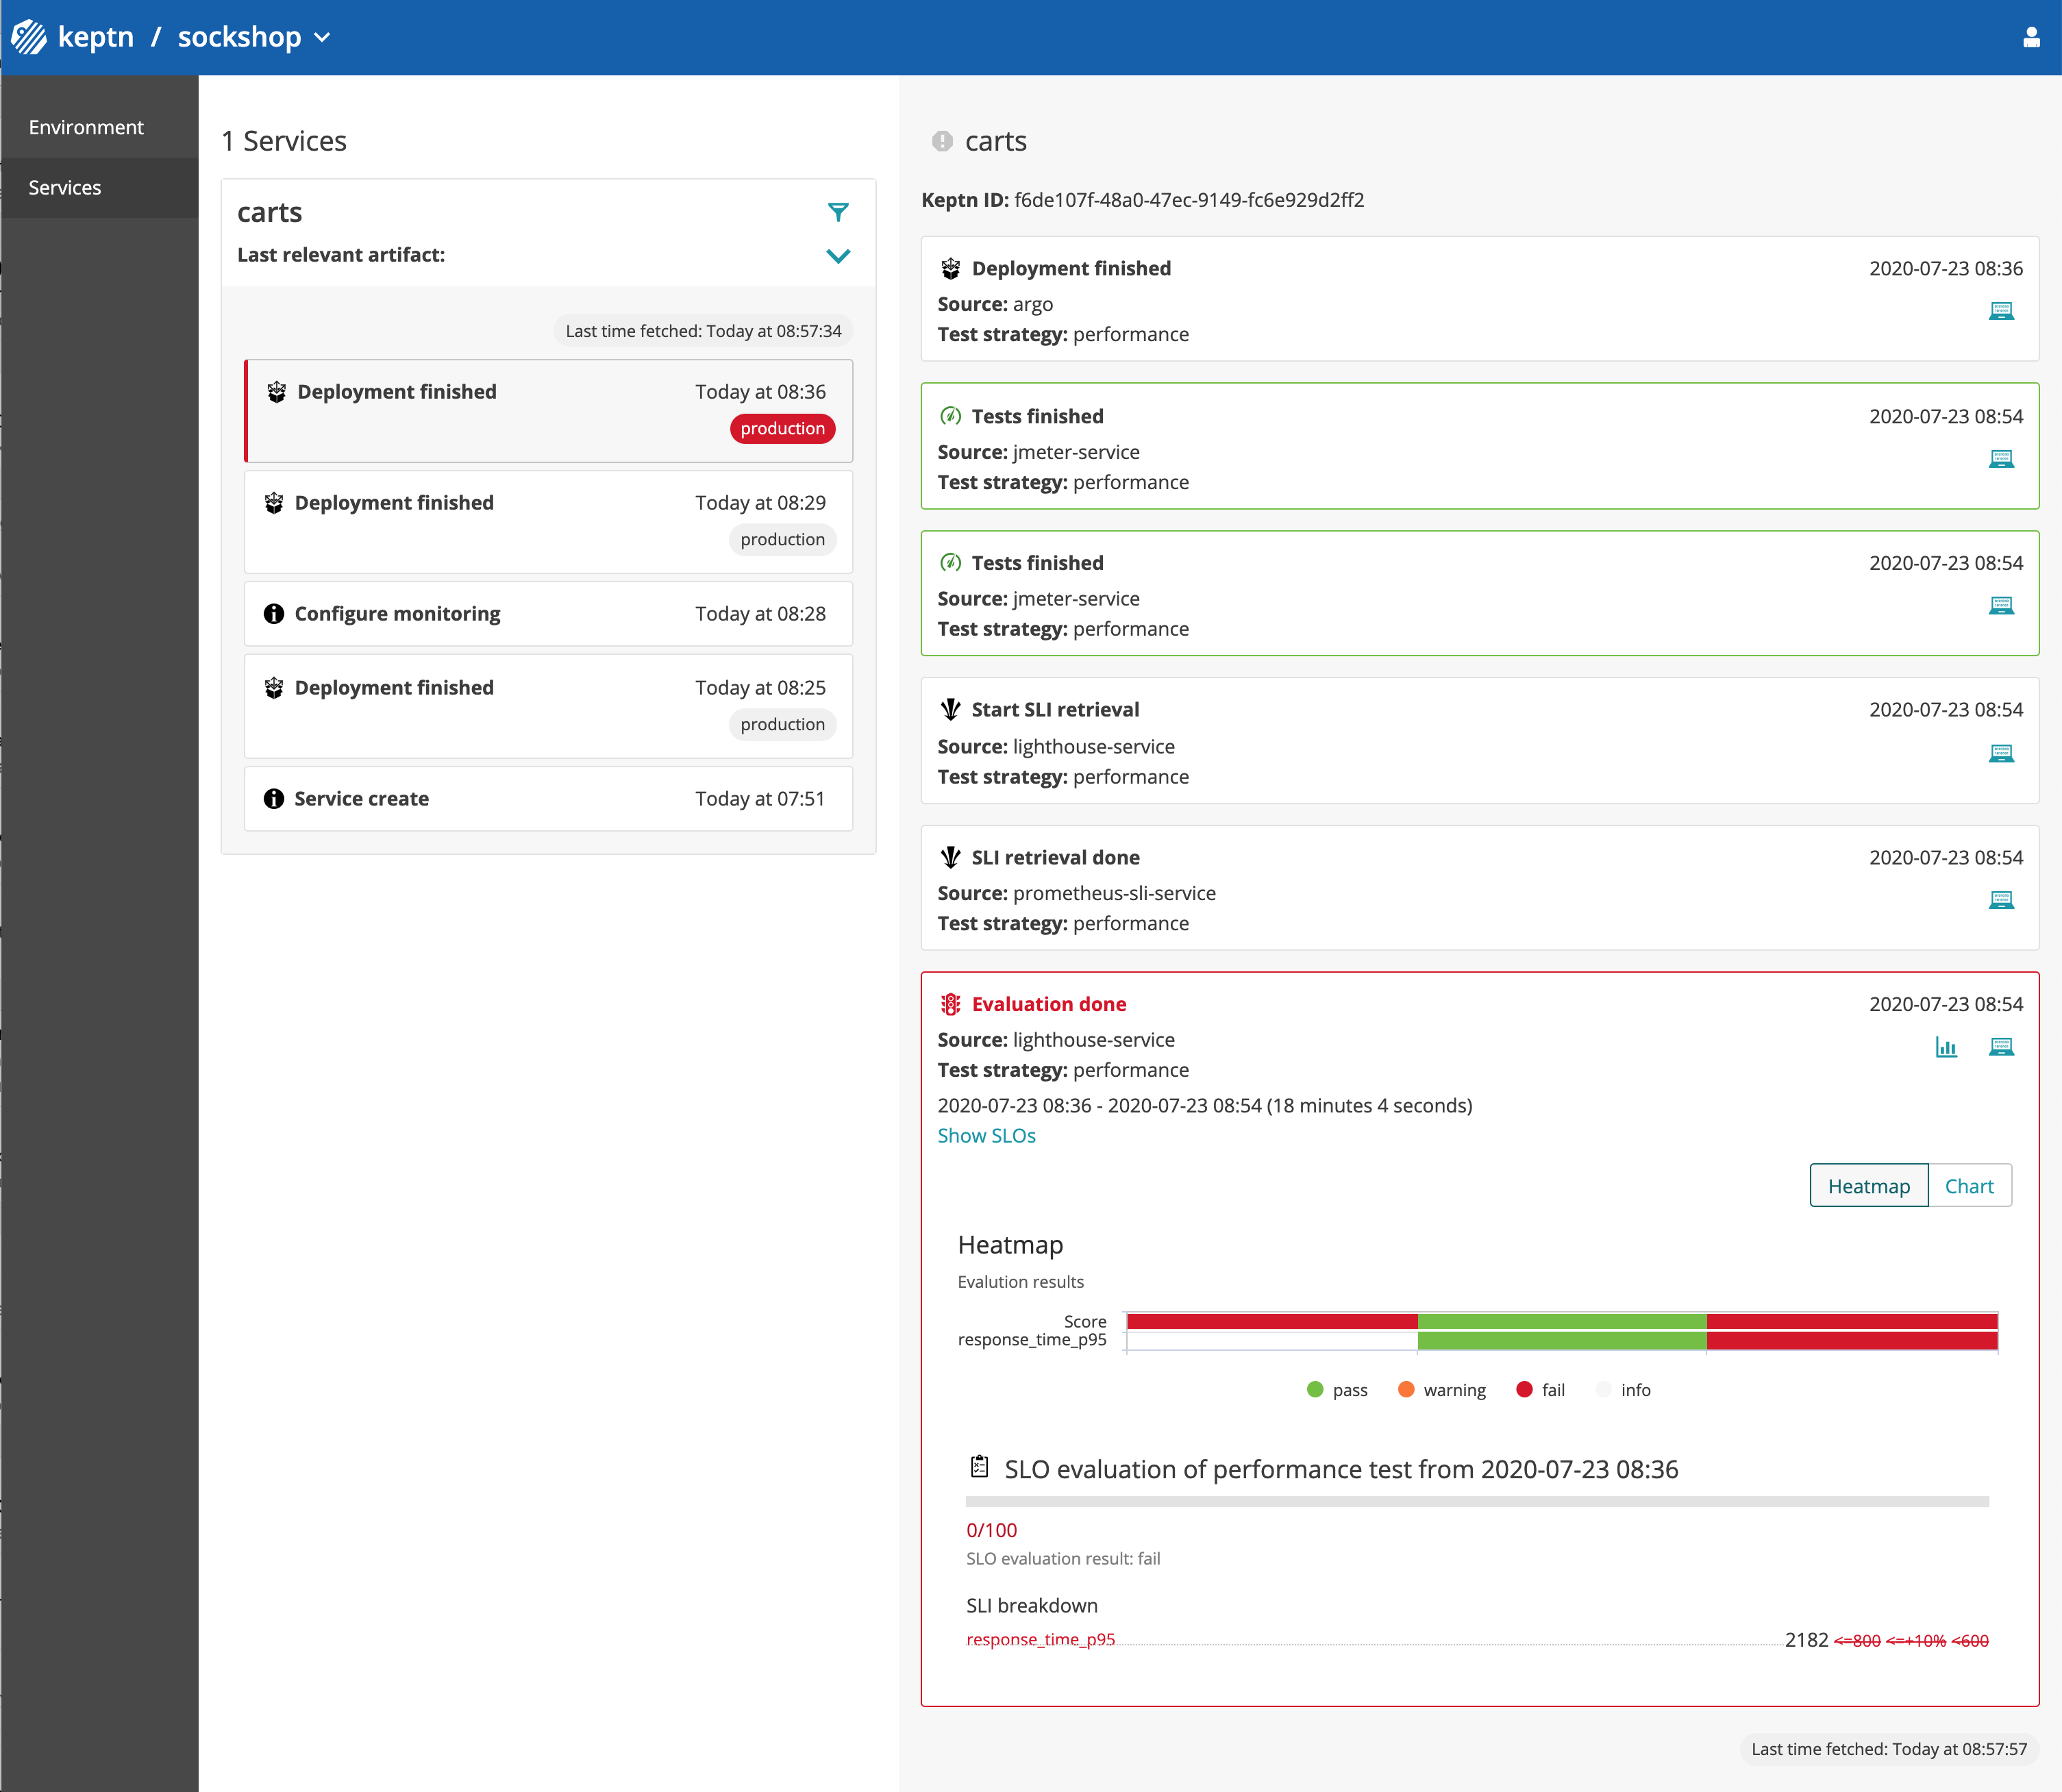 keptn / sockshop
Environment
Services
1 Services
carts
Last relevant artifact:
Last time fetched: Today at 08:57:34
Deployment finished Today at 08:36
production
Deployment finished Today at 08:29
production
Configure monitoring Today at 08:28
Deployment finished Today at 08:25
production
Service create Today at 07:51
carts
Keptn ID: f6de107f-48a0-47ec-9149-fc6e929d2ff2
Deployment finished 2020-07-23 08:36
Source: argo
Test strategy: performance
Tests finished 2020-07-23 08:54
Source: jmeter-service
Test strategy: performance
Tests finished 2020-07-23 08:54
Source: jmeter-service
Test strategy: performance
Start SLI retrieval 2020-07-23 08:54
Source: lighthouse-service
Test strategy: performance
SLI retrieval done 2020-07-23 08:54
Source: prometheus-sli-service
Test strategy: performance
Evaluation done 2020-07-23 08:54
Source: lighthouse-service
Test strategy: performance
2020-07-23 08:36 - 2020-07-23 08:54 (18 minutes 4 seconds)
Show SLOs
Heatmap Chart
Heatmap
Evalution results
Score
response_time_p95
pass warning fail info
SLO evaluation of performance test from 2020-07-23 08:36
0/100
SLO evaluation result: fail
SLI breakdown
response_time_p95 2182 <=800 <=+10% <600
Last time fetched: Today at 08:57:57